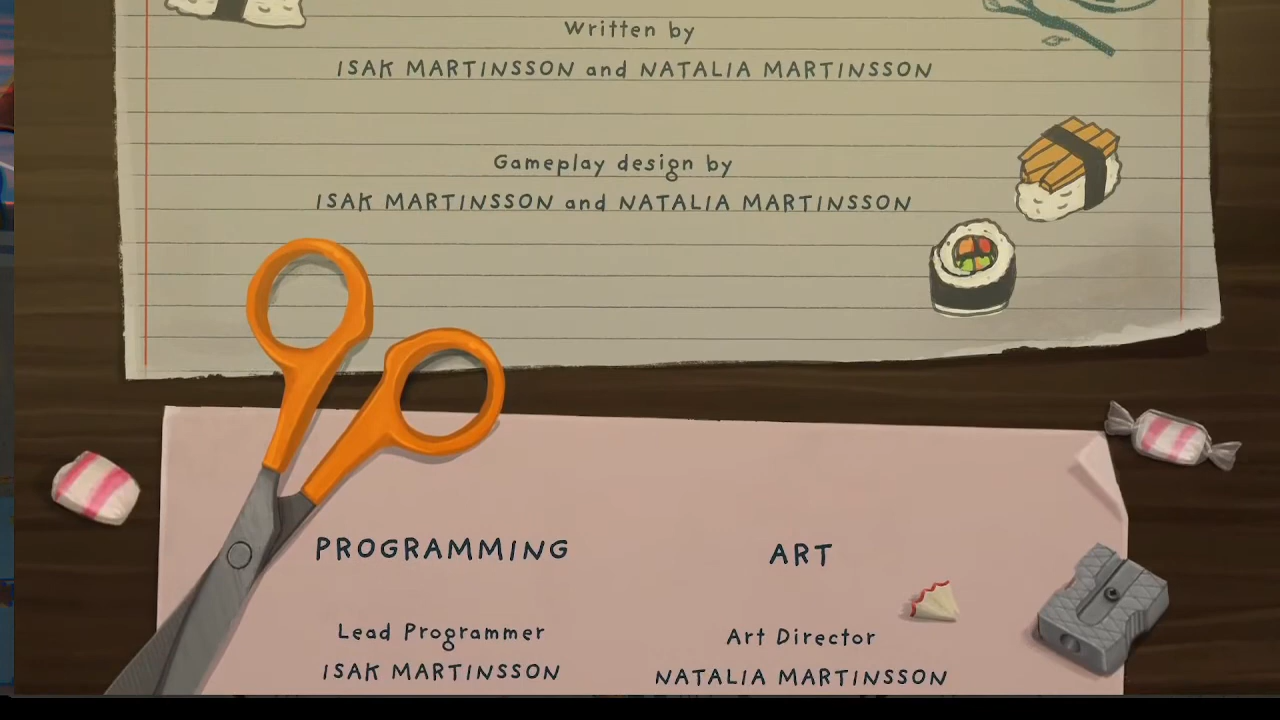 Written by
ISAK MARTINSSON and NATALIA MARTINSSON
Gameplay design by
ISAK MARTINSSON and NATALIA MARTINSSON
PROGRAMMING
ART
Lead Programmer
ISAK MARTINSSON
Art Director
NATALIA MARTINSSON